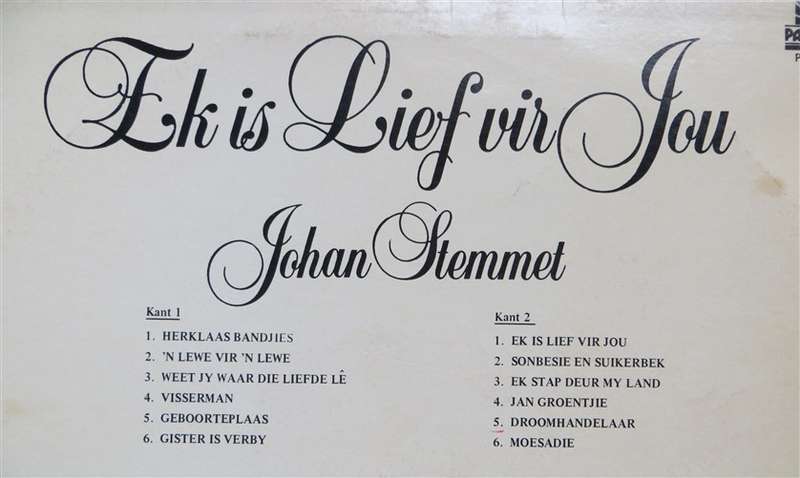 Ek is Lief vir Jou
Johan Stemmet
Kant 1
1. HERKLAAS BANDJIES
2. 'N LEWE VIR 'N LEWE
3. WEET JY WAAR DIE LIEFDE LÊ
4. VISSERMAN
5. GEBOORTEPLAAS
6. GISTER IS VERBY
Kant 2
1. EK IS LIEF VIR JOU
2. SONBESIE EN SUIKERBEK
3. EK STAP DEUR MY LAND
4. JAN GROENTJIE
5. DROOMHANDELAAR
6. MOESADIE